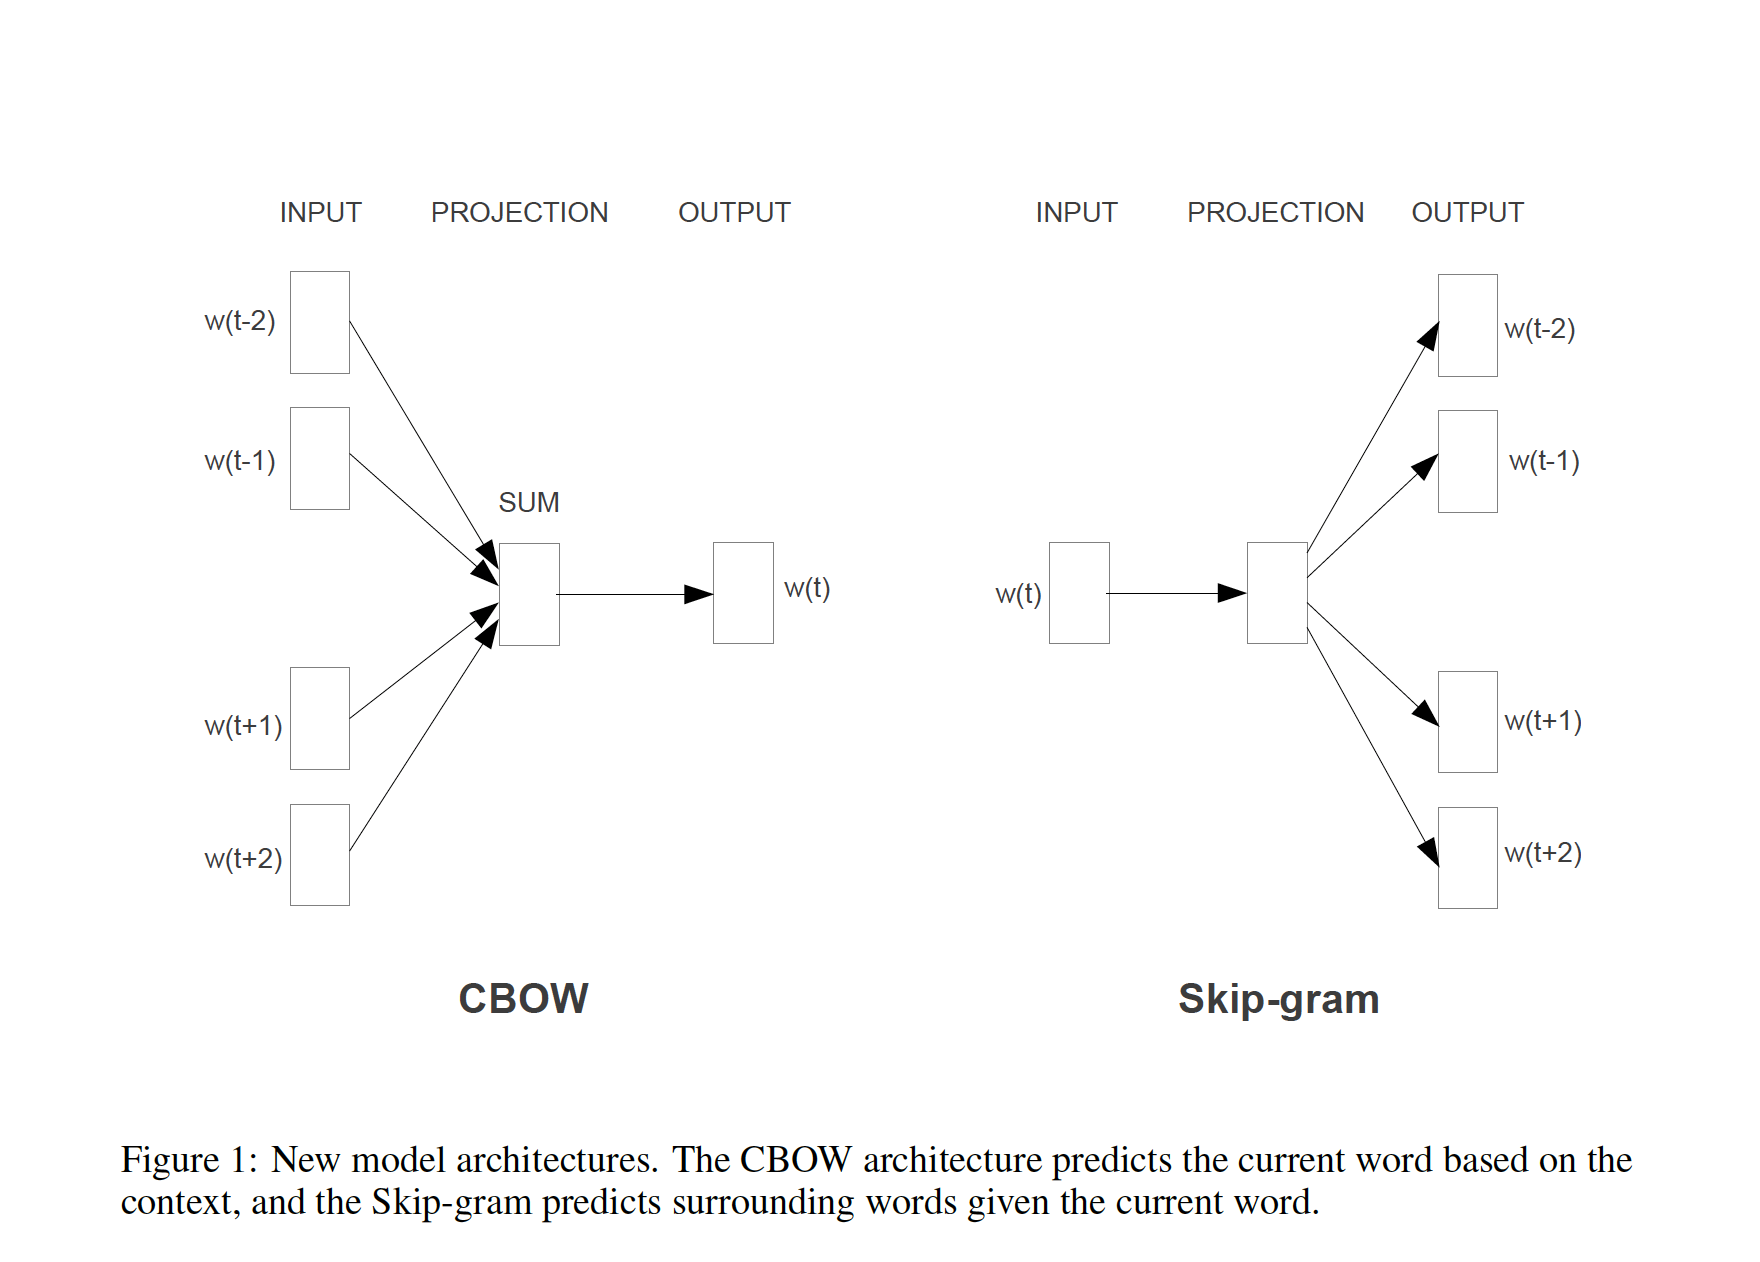 INPUT PROJECTION OUTPUT
w(t-2)
w(t-1)
SUM
w(t)
w(t+1)
w(t+2)
CBOW
INPUT PROJECTION OUTPUT
w(t-2)
w(t-1)
w(t)
w(t+1)
w(t+2)
Skip-gram
Figure 1: New model architectures. The CBOW architecture predicts the current word based on the
context, and the Skip-gram predicts surrounding words given the current word.